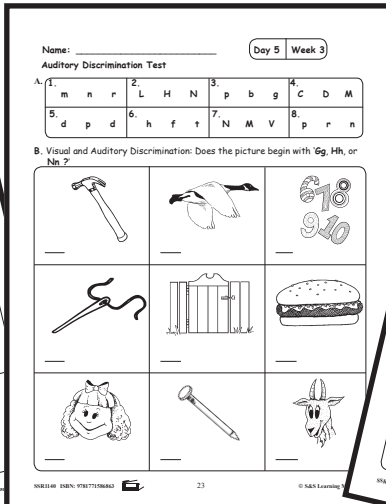 Name: ____________________
Day 5 Week 3
Auditory Discrimination Test
A. 1. 2. 3. 4.
m n r L H N p b g C D M
5. 6. 7. 8.
d p d h f t N M V p r n
B. Visual and Auditory Discrimination: Does the picture begin with 'Gg, Hh, or
Nn ?'
6 7 8
9 10
SSR1140 ISBN: 9781771586863 23 © S&S Learning M
SSR